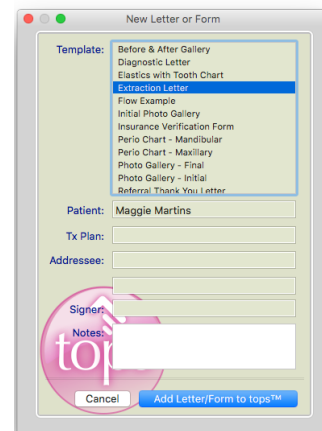 New Letter or Form
Template:
Before & After Gallery
Diagnostic Letter
Elastics with Tooth Chart
Extraction Letter
Flow Example
Initial Photo Gallery
Insurance Verification Form
Perio Chart - Mandibular
Perio Chart - Maxillary
Photo Gallery - Final
Photo Gallery - Initial
Referral Thank You Letter
Patient: Maggie Martins
Tx Plan:
Addressee:
Signer:
Notes:
tops
Cancel Add Letter/Form to tops™